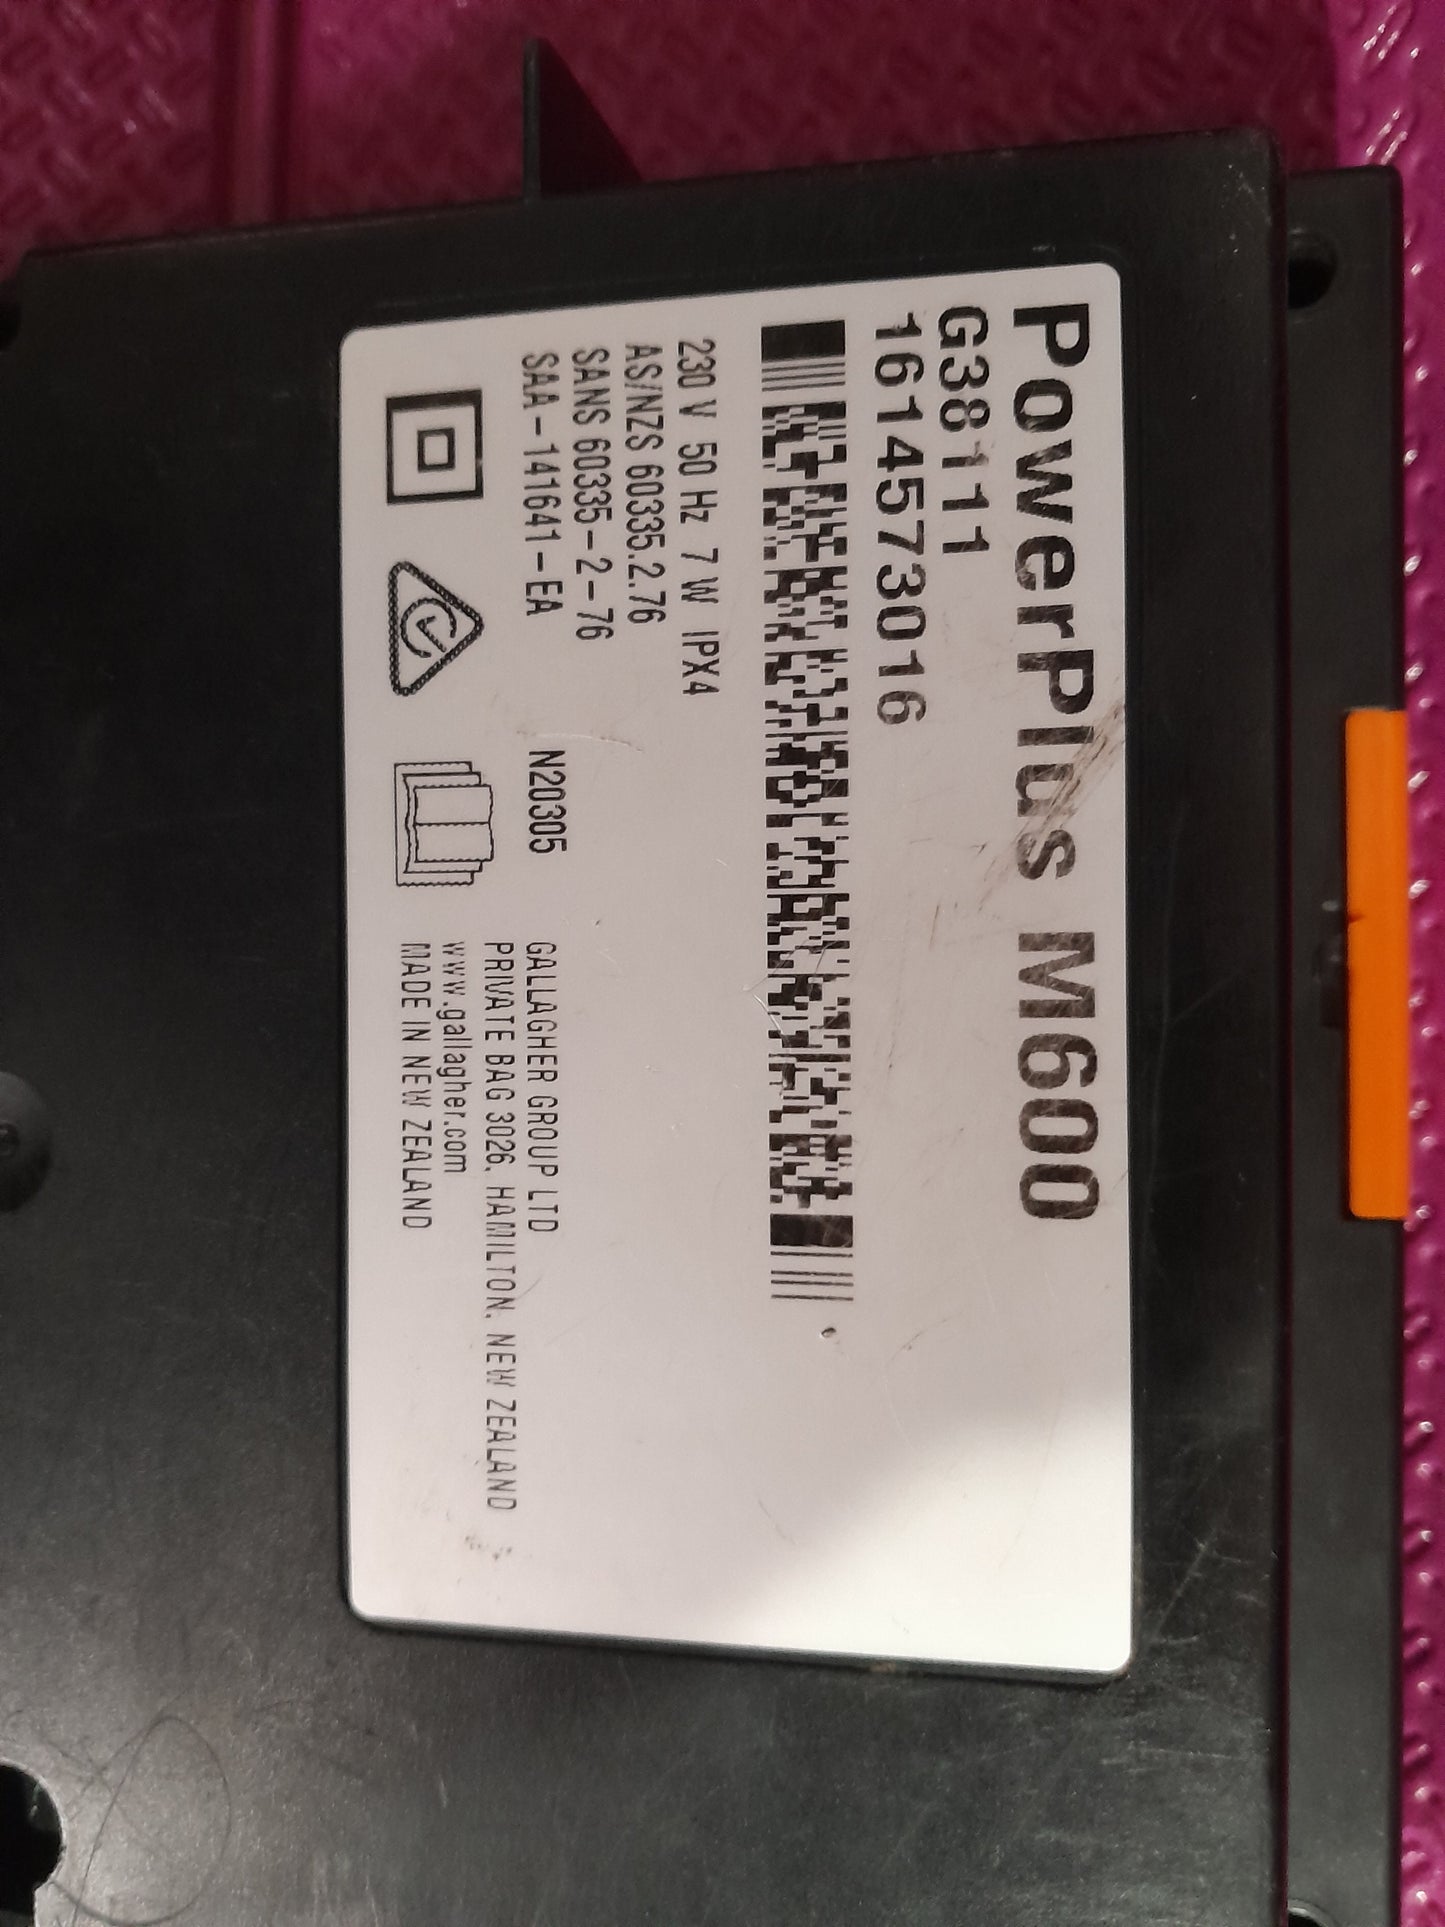 PowerPlus M600
G38111
1614573016
230 V 50 Hz 7 W IPX4
AS/NZS 60335.2.76
SANS 60335-2-76
SAA-141641-EA
N20305
GALLAGHER GROUP LTD
PRIVATE BAG 3026, HAMILTON, NEW ZEALAND
www.gallagher.com
MADE IN NEW ZEALAND